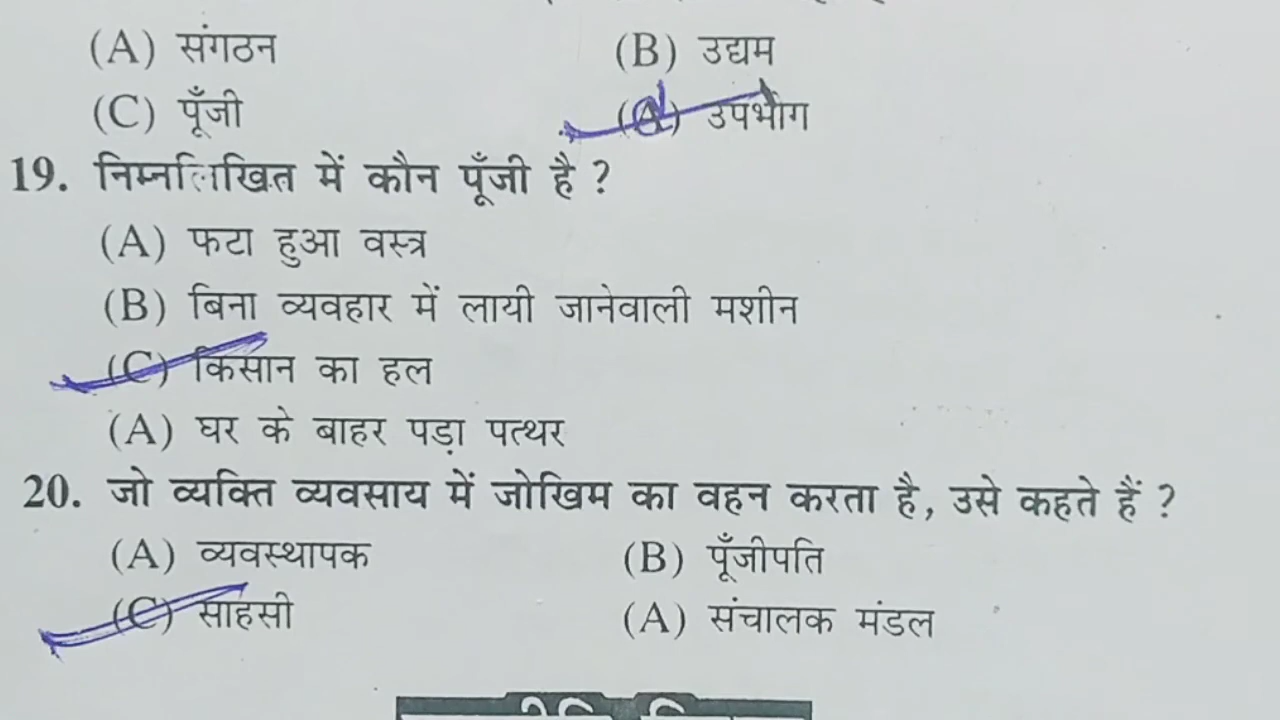 (A) संगठन (B) उद्यम
(C) पूँजी (A) उपभोग
19. निम्नलिखित में कौन पूँजी है ?
(A) फटा हुआ वस्त्र
(B) बिना व्यवहार में लायी जानेवाली मशीन
(C) किसान का हल
(A) घर के बाहर पड़ा पत्थर
20. जो व्यक्ति व्यवसाय में जोखिम का वहन करता है, उसे कहते हैं ?
(A) व्यवस्थापक (B) पूँजीपति
(C) साहसी (A) संचालक मंडल